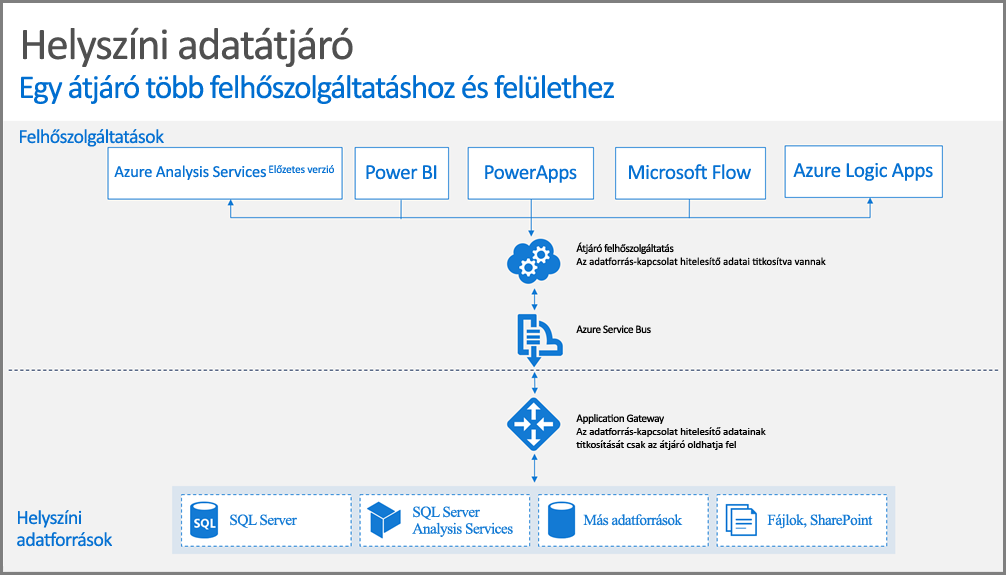 Helyszíni adatátjáró
Egy átjáró több felhőszolgáltatáshoz és felülethez
Felhőszolgáltatások
Azure Analysis Services Előzetes verzió
Power BI
PowerApps
Microsoft Flow
Azure Logic Apps
Átjáró felhőszolgáltatás
Az adatforrás-kapcsolat hitelesítő adatai titkosítva vannak
Azure Service Bus
Application Gateway
Az adatforrás-kapcsolat hitelesítő adatainak
titkosítását csak az átjáró oldhatja fel
Helyszíni
adatforrások
SQL
SQL Server
SQL Server
Analysis Services
Más adatforrások
Fájlok, SharePoint